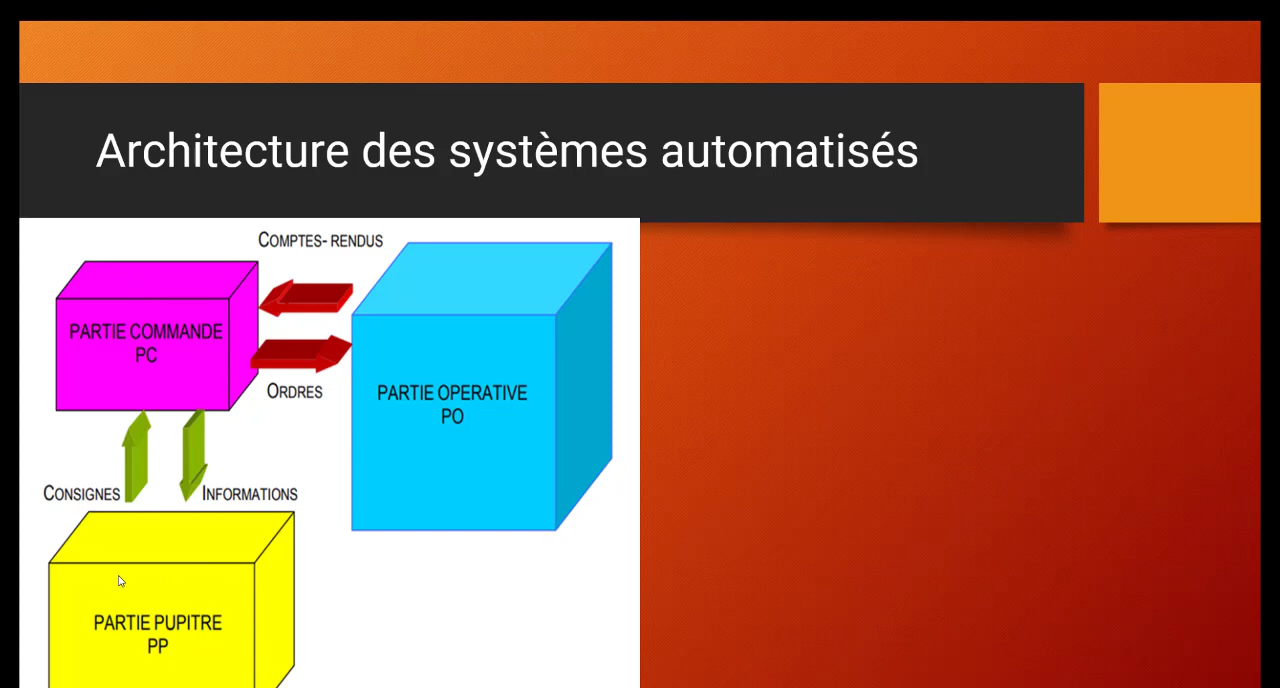 Architecture des systèmes automatisés
COMPTES- RENDUS
PARTIE COMMANDE
PC
ORDRES
PARTIE OPERATIVE
PO
CONSIGNES
INFORMATIONS
PARTIE PUPITRE
PP